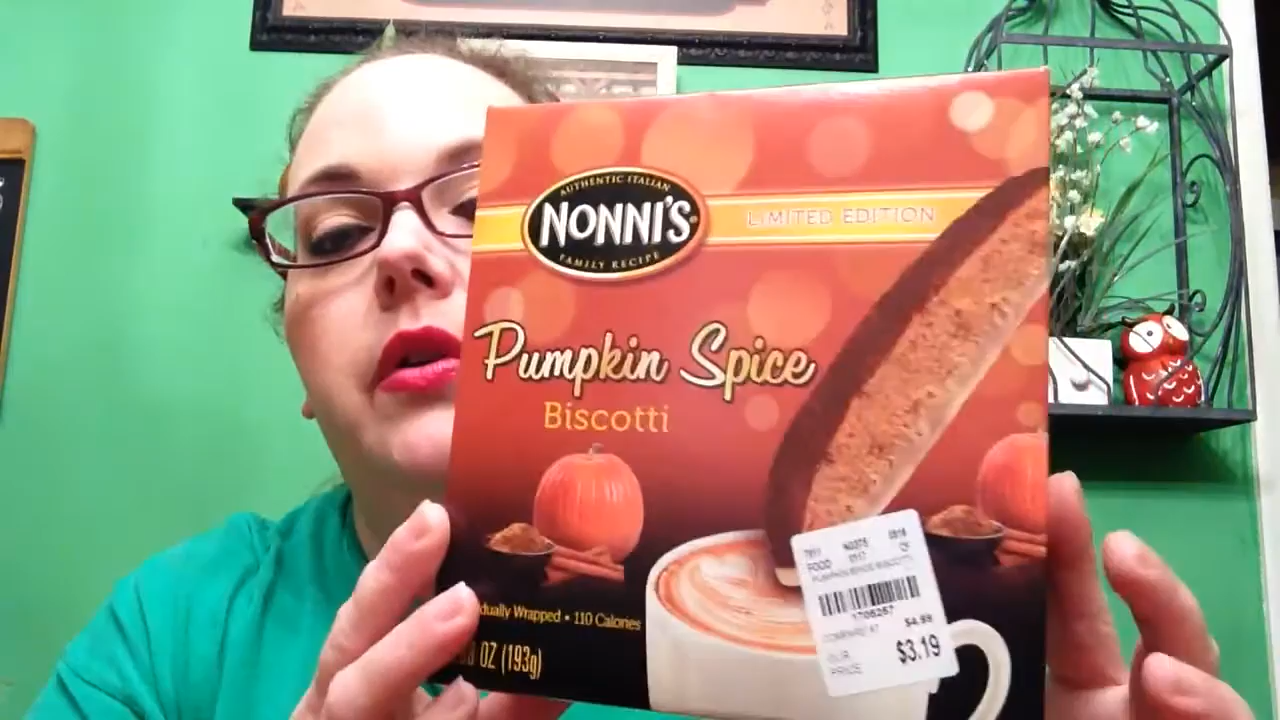 AUTHENTIC ITALIAN
NONNI'S
FAMILY RECIPE
LIMITED EDITION
Pumpkin Spice
Biscotti
Wrapped • 110 Calories
OZ (193g)
FOOD
PUMPKIN SPICE BISCOTTI
COMPARE AT $4.99
OUR
PRICE
$3.19